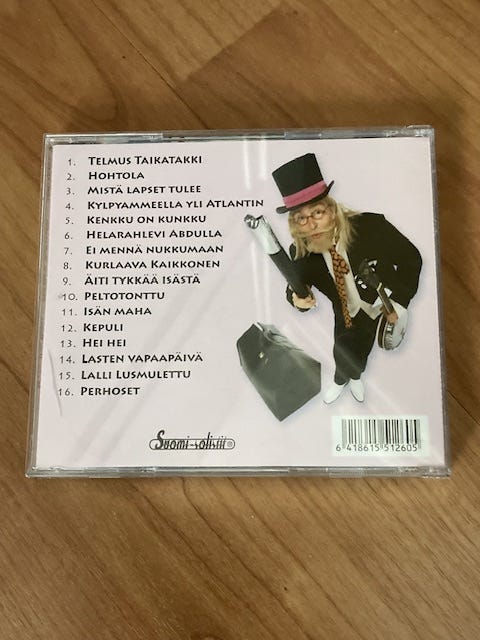 1. Telmus Taikatakki
2. Hohtola
3. Mistä lapset tulee
4. Kylpyammeella yli Atlantin
5. Kenkku on kunkku
6. Helarahlevi Abdulla
7. Ei mennä nukkumaan
8. Kurlaava Kaikkonen
9. Äiti tykkää isästä
10. Peltotonttu
11. Isän maha
12. Kepuli
13. Hei hei
14. Lasten vapaapäivä
15. Lalli Lusmulettu
16. Perhoset
Suomi-solistit®
6 418615 512605